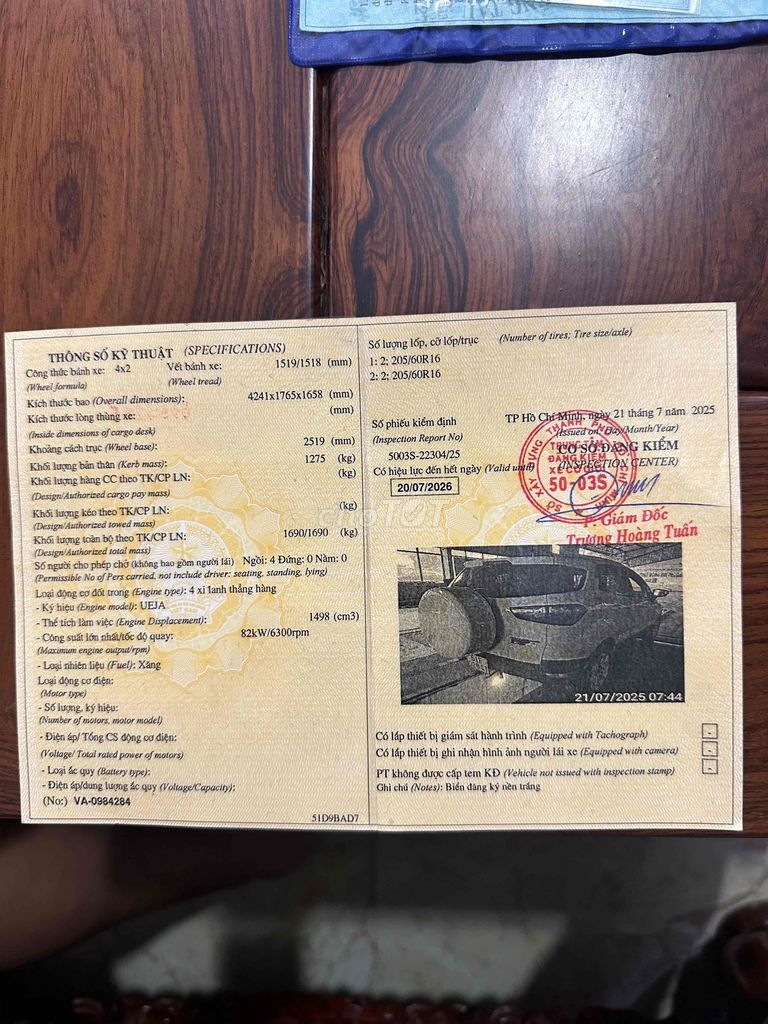 THÔNG SỐ KỸ THUẬT (SPECIFICATIONS)
Công thức bánh xe: 4x2 Vết bánh xe: 1519/1518 (mm)
(Wheel formula) (Wheel tread)
Kích thước bao (Overall dimensions): 4241x1765x1658 (mm)
Kích thước lòng thùng xe: (mm)
(Inside dimensions of cargo desk)
Khoảng cách trục (Wheel base): 2519 (mm)
Khối lượng bản thân (Kerb mass): 1275 (kg)
Khối lượng hàng CC theo TK/CP LN: (kg)
(Design/Authorized cargo pay mass)
Khối lượng kéo theo TK/CP LN: (kg)
(Design/Authorized towed mass)
Khối lượng toàn bộ theo TK/CP LN: 1690/1690 (kg)
(Design/Authorized total mass)
Số người cho phép chở (không bao gồm người lái) Ngồi: 4 Đứng: 0 Nằm: 0
(Permissible No of Pers carried, not include driver: seating, standing, lying)
Loại động cơ đốt trong (Engine type): 4 xi lanh thẳng hàng
- Ký hiệu (Engine model): UEJA
- Thể tích làm việc (Engine Displacement): 1498 (cm3)
- Công suất lớn nhất/tốc độ quay: 82kW/6300rpm
(Maximum engine output/rpm)
- Loại nhiên liệu (Fuel): Xăng
Loại động cơ điện:
(Motor type)
- Số lượng, ký hiệu:
(Number of motors, motor model)
- Điện áp/ Tổng CS động cơ điện:
(Voltage/ Total rated power of motors)
- Loại ắc quy (Battery type):
- Điện áp/dung lượng ắc quy (Voltage/Capacity):
(No:) VA-0984284
51D9BAD7
Số lượng lốp, cỡ lốp/trục (Number of tires; Tire size/axle)
1: 2; 205/60R16
2: 2; 205/60R16
Số phiếu kiểm định
(Inspection Report No)
5003S-22304/25
Có hiệu lực đến hết ngày (Valid until)
20/07/2026
TP Hồ Chí Minh, ngày 21 tháng 7 năm 2025
(Issued on: Day/Month/Year)
CƠ SỞ ĐĂNG KIỂM
(INSPECTION CENTER)
SỞ XÂY DỰNG THÀNH PHỐ HỒ CHÍ MINH
TRUNG TÂM
ĐĂNG KIỂM
XE CƠ GIỚI
50-03S
P. Giám Đốc
Trương Hoàng Tuấn
21/07/2025 07:44
Có lắp thiết bị giám sát hành trình (Equipped with Tachograph) -
Có lắp thiết bị ghi nhận hình ảnh người lái xe (Equipped with camera) -
PT không được cấp tem KĐ (Vehicle not issued with inspection stamp) -
Ghi chú (Notes): Biển đăng ký nền trắng